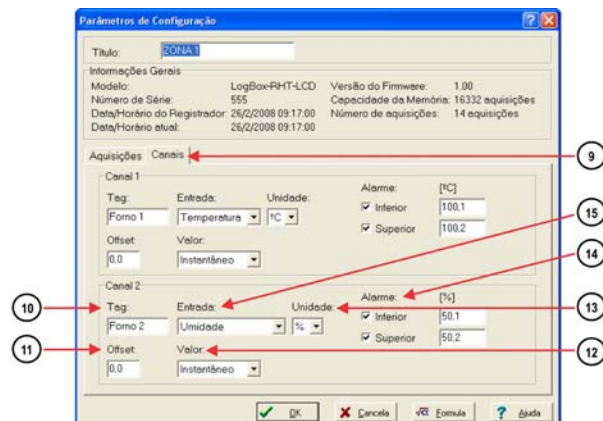 Parâmetros de Configuração
Título: ZONA 1
Informações Gerais
Modelo: LogBox-RHT-LCD Versão do Firmware: 1.00
Número de Série: 555 Capacidade da Memória: 16332 aquisições
Data/Horário do Registrador: 26/2/2008 09:17:00 Número de aquisições: 14 aquisições
Data/Horário atual: 26/2/2008 09:17:00
Aquisições Canais 9
Canal 1
Tag: Entrada: Unidade: Alarme: [ºC]
Forno 1 Temperatura ºC Inferior 100,1
Superior 100,2
Offset: Valor:
0,0 Instantâneo
15
14
Canal 2
10 Tag: Entrada: Unidade: Alarme: [%] 13
Forno 2 Umidade % Inferior 50,1
Superior 50,2
11 Offset: Valor: 12
0,0 Instantâneo
OK Cancela √α Formula ? Ajuda